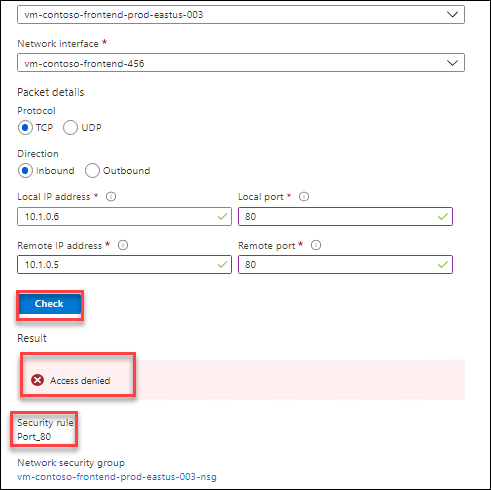 vm-contoso-frontend-prod-eastus-003
Network interface *
vm-contoso-frontend-456
Packet details
Protocol
TCP UDP
Direction
Inbound Outbound
Local IP address * Local port *
10.1.0.6 80
Remote IP address * Remote port *
10.1.0.5 80
Check
Result
Access denied
Security rule
Port_80
Network security group
vm-contoso-frontend-prod-eastus-003-nsg